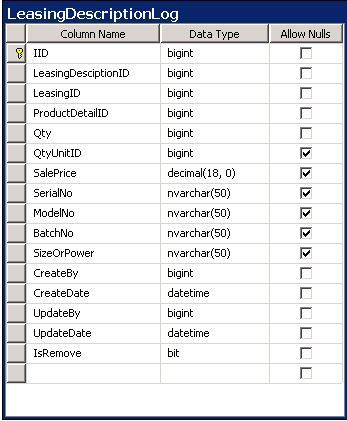 LeasingDescriptionLog
Column Name Data Type Allow Nulls
IID bigint
LeasingDesciptionID bigint
LeasingID bigint
ProductDetailID bigint
Qty bigint
QtyUnitID bigint
SalePrice decimal(18, 0)
SerialNo nvarchar(50)
ModelNo nvarchar(50)
BatchNo nvarchar(50)
SizeOrPower nvarchar(50)
CreateBy bigint
CreateDate datetime
UpdateBy bigint
UpdateDate datetime
IsRemove bit